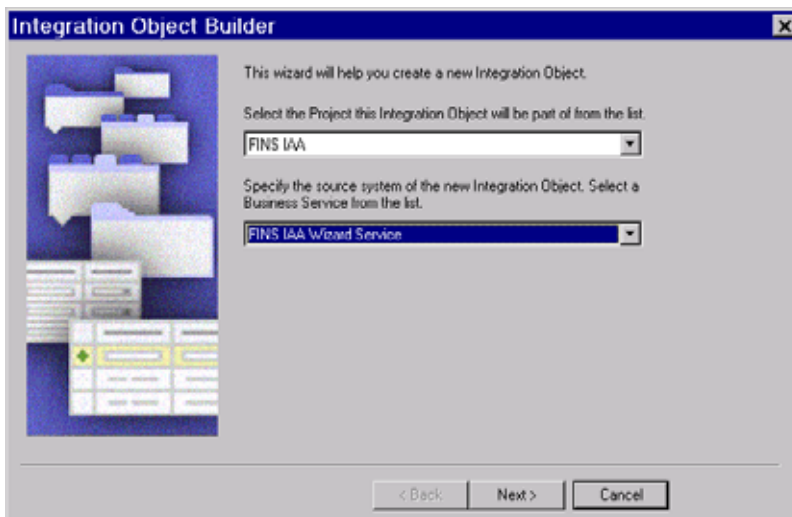 Integration Object Builder
This wizard will help you create a new Integration Object.
Select the Project this Integration Object will be part of from the list.
FINS IAA
Specify the source system of the new Integration Object. Select a
Business Service from the list.
FINS IAA Wizard Service
< Back
Next >
Cancel